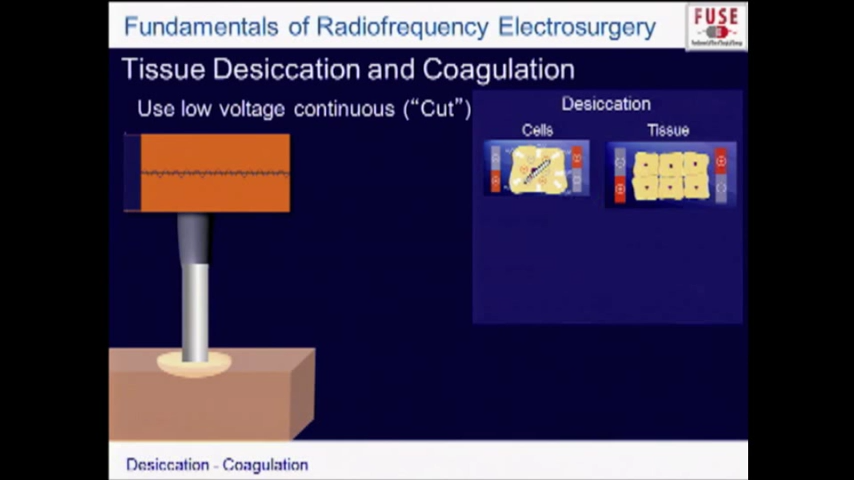 Fundamentals of Radiofrequency Electrosurgery
FUSE
Tissue Desiccation and Coagulation
Use low voltage continuous ("Cut")
Desiccation
Cells
Tissue
Desiccation - Coagulation